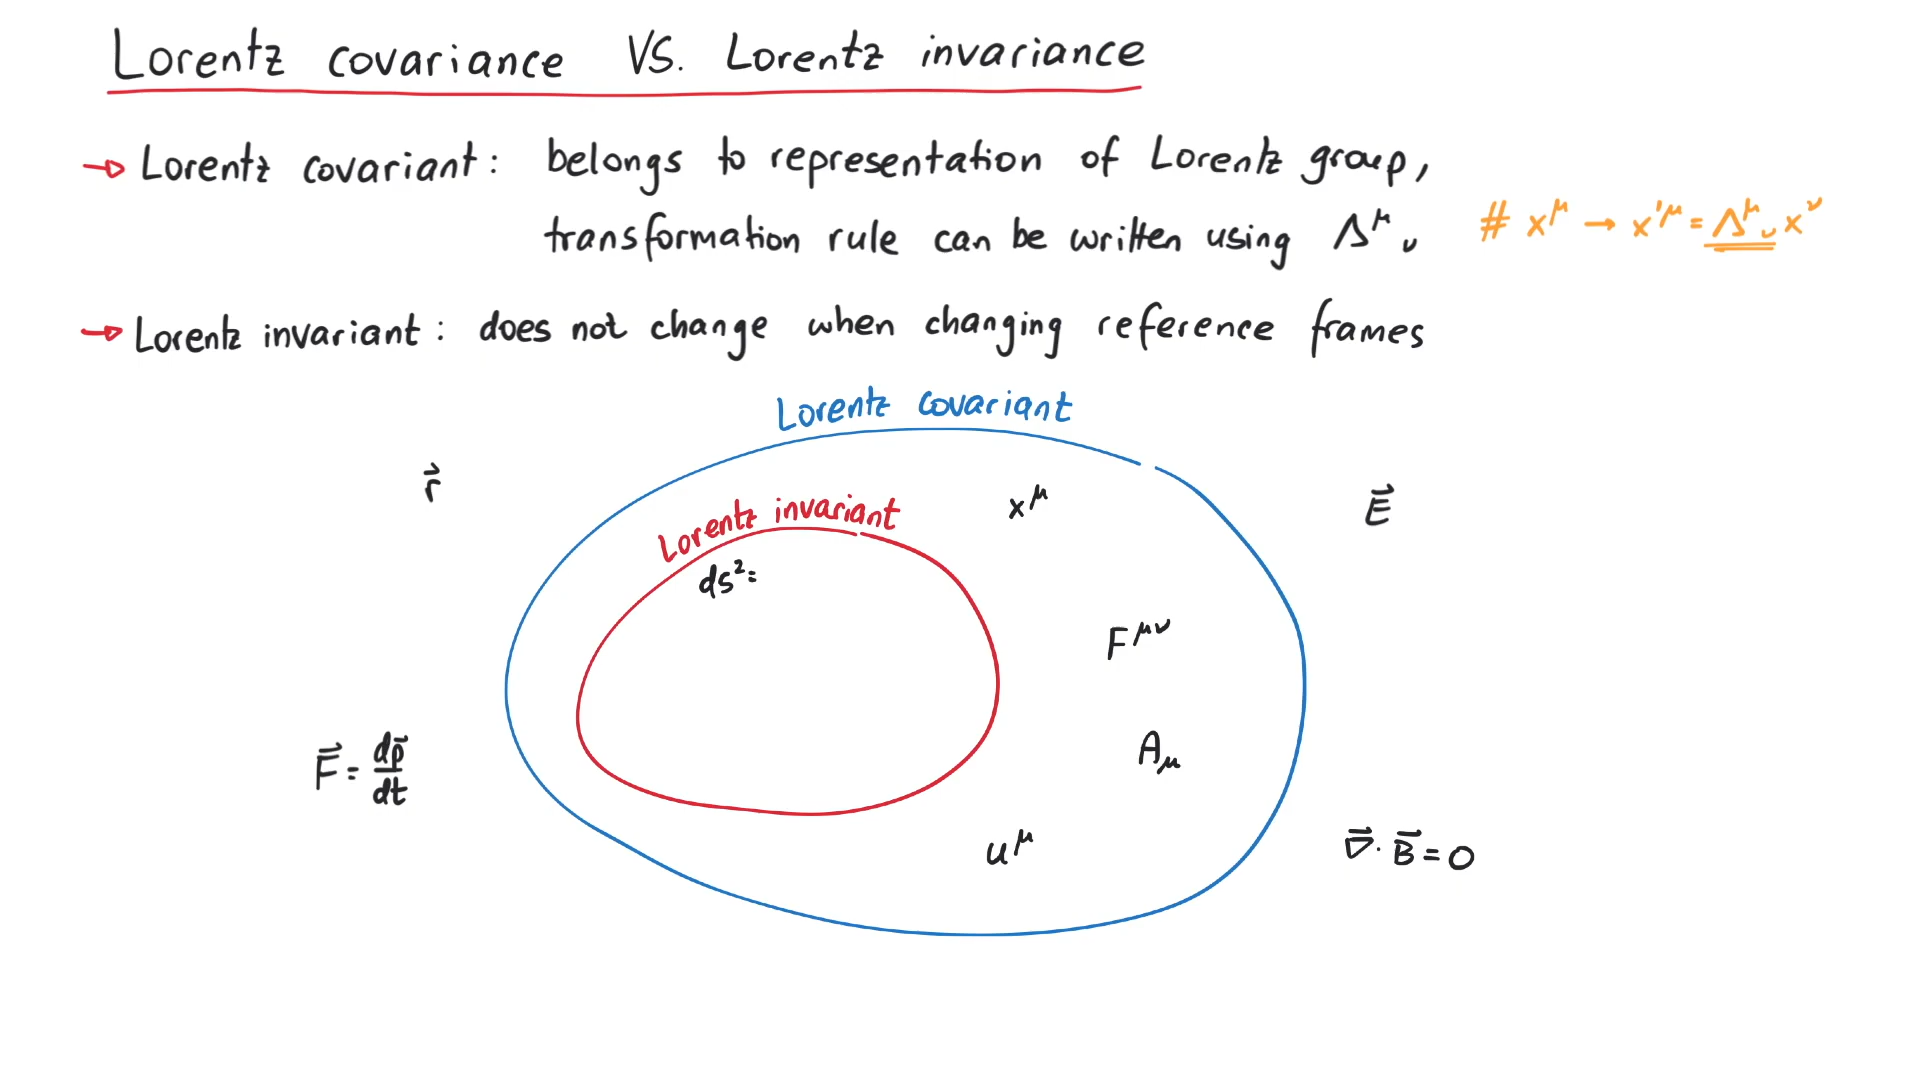 Lorentz covariance VS. Lorentz invariance
→ Lorentz covariant: belongs to representation of Lorentz group,
transformation rule can be written using Λ^μ_ν
# x^μ → x'^μ = Λ^μ_ν x^ν
→ Lorentz invariant: does not change when changing reference frames
Lorentz covariant
r⃗
Lorentz invariant
x^μ
E⃗
ds²=
F^μν
F⃗ = dp⃗/dt
A_μ
u^μ
∇⃗·B⃗=0